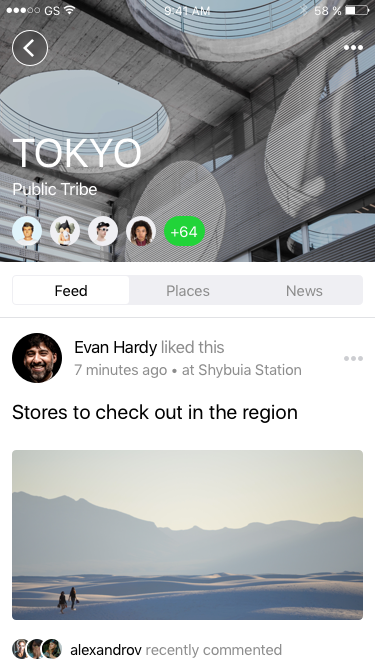 GS 9:41 AM 58 %
TOKYO
Public Tribe
+64
Feed Places News
Evan Hardy liked this
7 minutes ago • at Shybuia Station
Stores to check out in the region
alexandrov recently commented